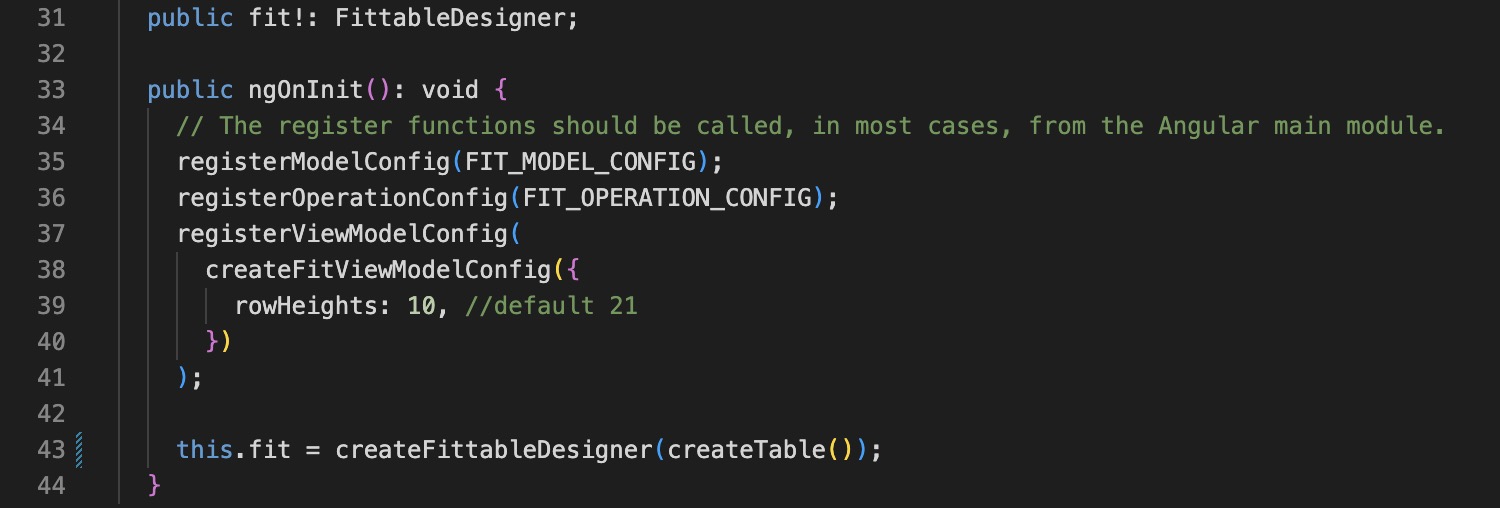 31 public fit!: FittableDesigner;
32
33 public ngOnInit(): void {
34 // The register functions should be called, in most cases, from the Angular main module.
35 registerModelConfig(FIT_MODEL_CONFIG);
36 registerOperationConfig(FIT_OPERATION_CONFIG);
37 registerViewModelConfig(
38 createFitViewModelConfig({
39 rowHeights: 10, //default 21
40 })
41 );
42
43 this.fit = createFittableDesigner(createTable());
44 }